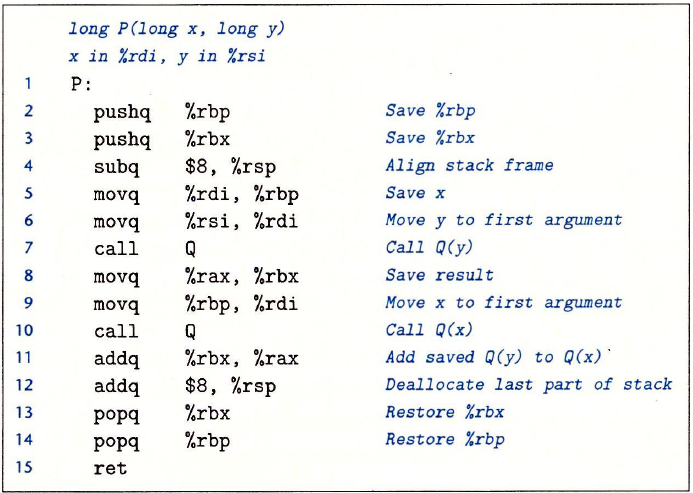 long P(long x, long y)
x in %rdi, y in %rsi
1 P:
2 pushq %rbp Save %rbp
3 pushq %rbx Save %rbx
4 subq $8, %rsp Align stack frame
5 movq %rdi, %rbp Save x
6 movq %rsi, %rdi Move y to first argument
7 call Q Call Q(y)
8 movq %rax, %rbx Save result
9 movq %rbp, %rdi Move x to first argument
10 call Q Call Q(x)
11 addq %rbx, %rax Add saved Q(y) to Q(x)
12 addq $8, %rsp Deallocate last part of stack
13 popq %rbx Restore %rbx
14 popq %rbp Restore %rbp
15 ret